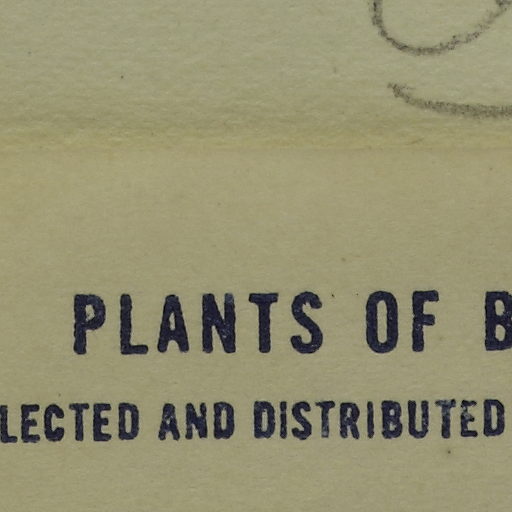 PLANTS OF B
LECTED AND DISTRIBUTED